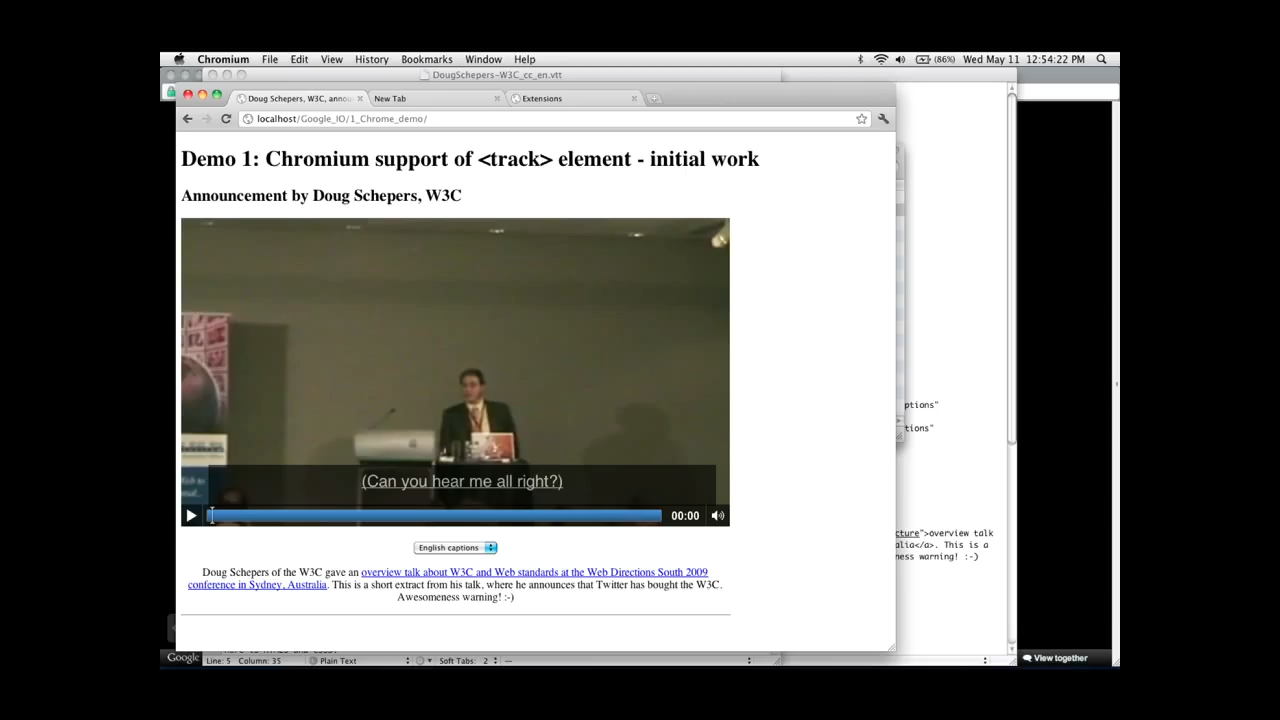 Chromium File Edit View History Bookmarks Window Help (86%) Wed May 11 12:54:22 PM
DougSchepers-W3C_cc_en.vtt
Doug Schepers, W3C, annou New Tab Extensions
localhost/Google_IO/1_Chrome_demo/
Demo 1: Chromium support of <track> element - initial work
Announcement by Doug Schepers, W3C
ptions"
tions"
(Can you hear me all right?)
00:00
cture">overview talk
alia</a>. This is a
ness warning! :-)
English captions
Doug Schepers of the W3C gave an overview talk about W3C and Web standards at the Web Directions South 2009
conference in Sydney, Australia. This is a short extract from his talk, where he announces that Twitter has bought the W3C.
Awesomeness warning! :-)
Google Line: 5 Column: 35 Plain Text Soft Tabs: 2 View together